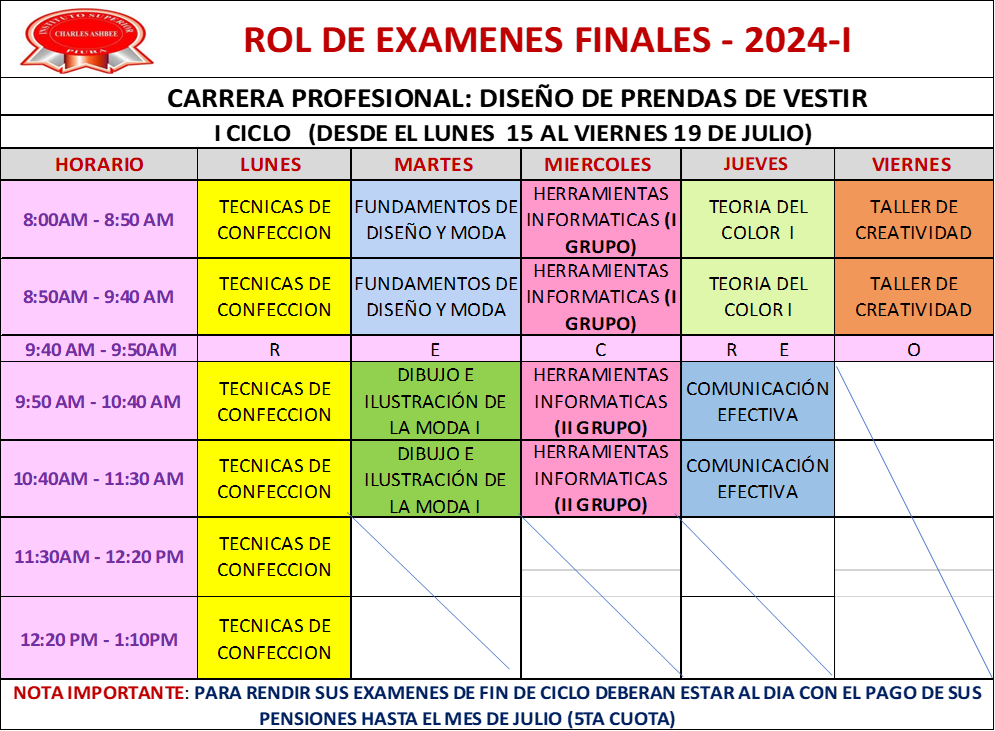 INSTITUTO SUPERIOR
CHARLES ASHBEE
PIURA
ROL DE EXAMENES FINALES - 2024-I
CARRERA PROFESIONAL: DISEÑO DE PRENDAS DE VESTIR
I CICLO (DESDE EL LUNES 15 AL VIERNES 19 DE JULIO)
HORARIO LUNES MARTES MIERCOLES JUEVES VIERNES
8:00AM - 8:50 AM
TECNICAS DE
CONFECCION
FUNDAMENTOS DE
DISEÑO Y MODA
HERRAMIENTAS
INFORMATICAS (I
GRUPO)
TEORIA DEL
COLOR I
TALLER DE
CREATIVIDAD
8:50AM - 9:40 AM
TECNICAS DE
CONFECCION
FUNDAMENTOS DE
DISEÑO Y MODA
HERRAMIENTAS
INFORMATICAS (I
GRUPO)
TEORIA DEL
COLOR I
TALLER DE
CREATIVIDAD
9:40 AM - 9:50AM R E C R E O
9:50 AM - 10:40 AM
TECNICAS DE
CONFECCION
DIBUJO E
ILUSTRACIÓN DE
LA MODA I
HERRAMIENTAS
INFORMATICAS
(II GRUPO)
COMUNICACIÓN
EFECTIVA
10:40AM - 11:30 AM
TECNICAS DE
CONFECCION
DIBUJO E
ILUSTRACIÓN DE
LA MODA I
HERRAMIENTAS
INFORMATICAS
(II GRUPO)
COMUNICACIÓN
EFECTIVA
11:30AM - 12:20 PM
TECNICAS DE
CONFECCION
12:20 PM - 1:10PM
TECNICAS DE
CONFECCION
NOTA IMPORTANTE: PARA RENDIR SUS EXAMENES DE FIN DE CICLO DEBERAN ESTAR AL DIA CON EL PAGO DE SUS
PENSIONES HASTA EL MES DE JULIO (5TA CUOTA)